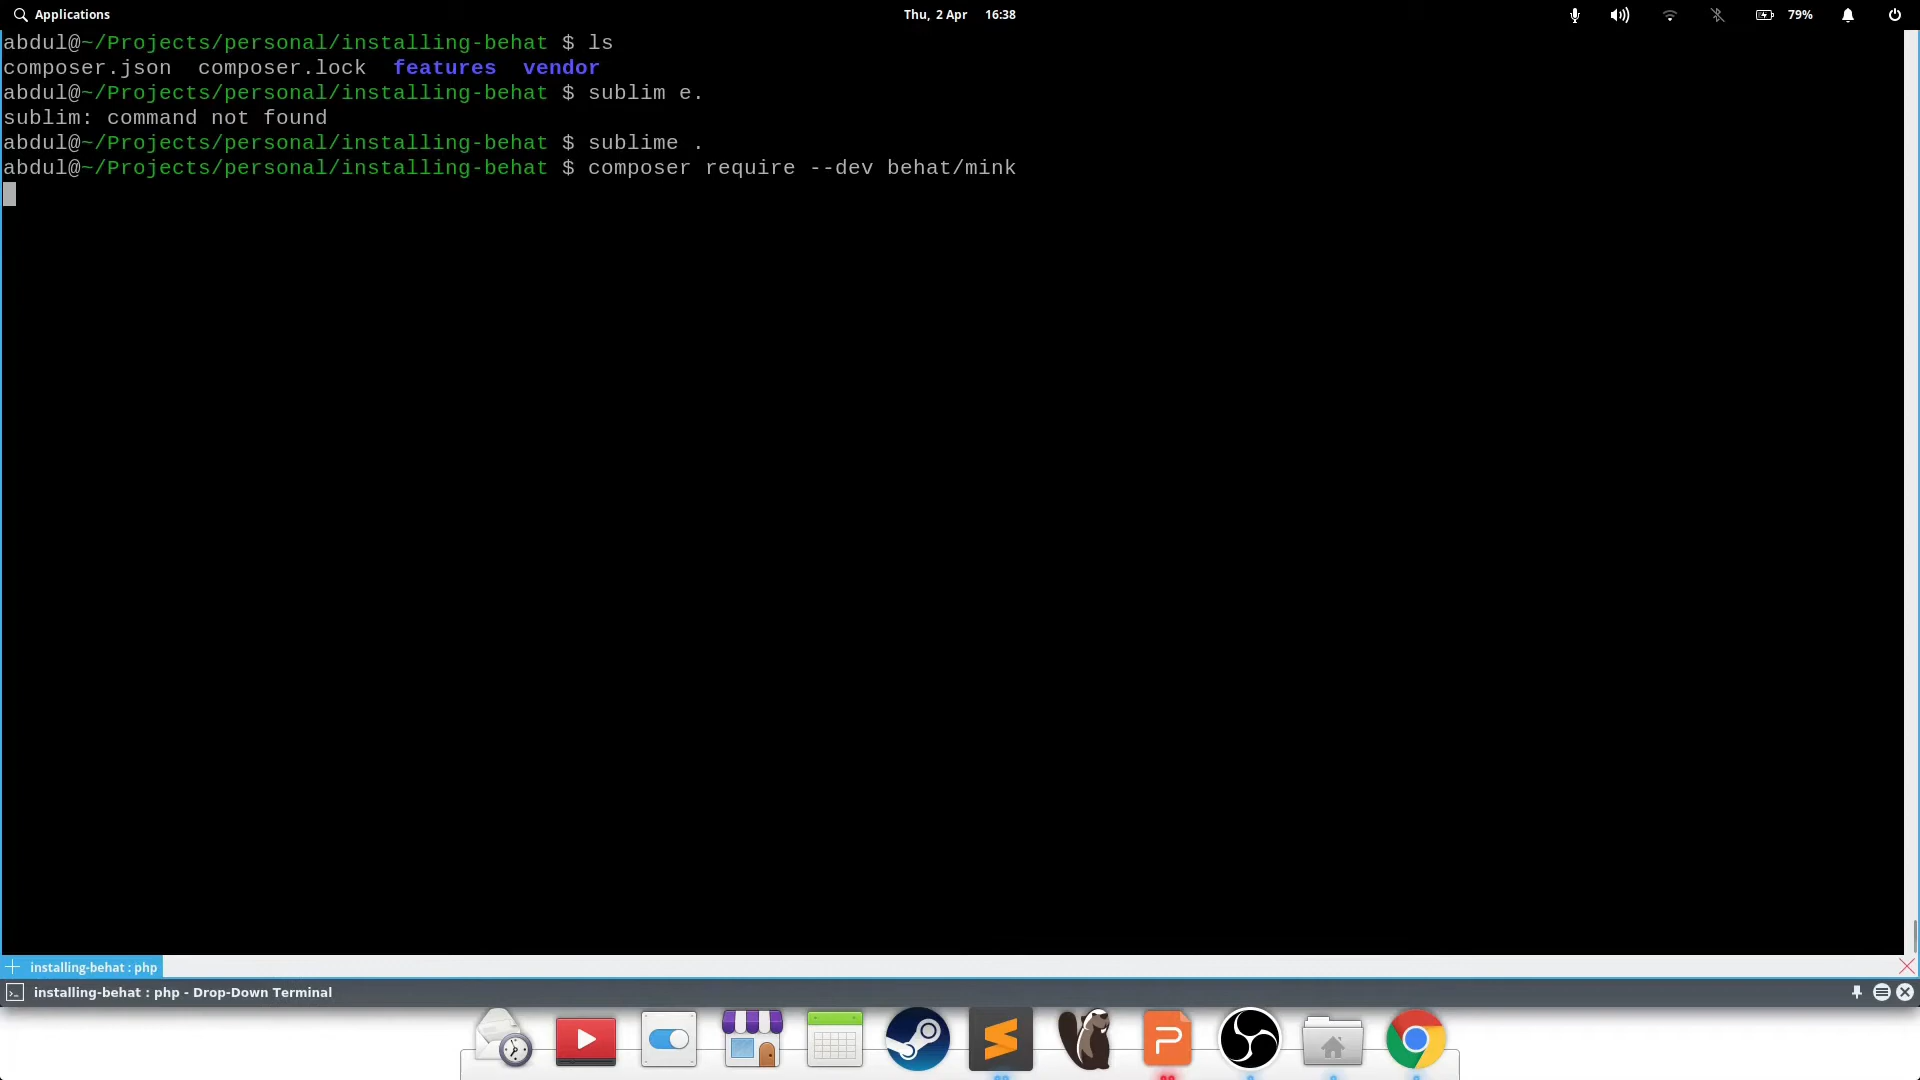 Applications
Thu, 2 Apr 16:38
79%
abdul@~/Projects/personal/installing-behat $ ls
composer.json  composer.lock  features  vendor
abdul@~/Projects/personal/installing-behat $ sublim e.
sublim: command not found
abdul@~/Projects/personal/installing-behat $ sublime .
abdul@~/Projects/personal/installing-behat $ composer require --dev behat/mink
installing-behat : php
installing-behat : php - Drop-Down Terminal